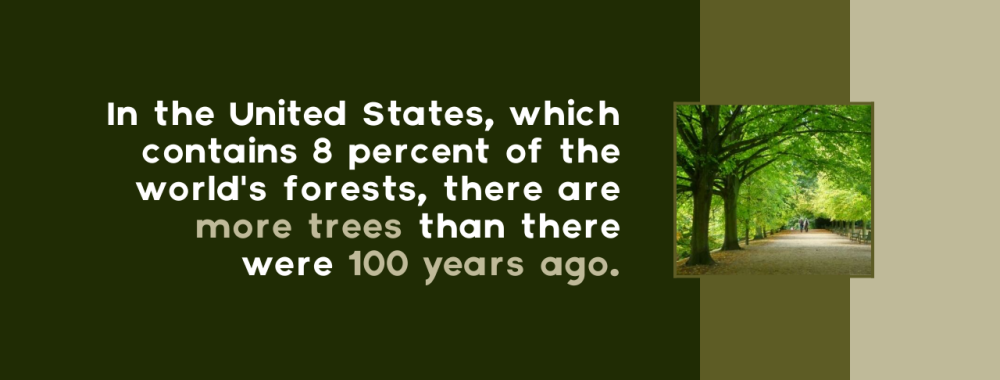 In the United States, which
contains 8 percent of the
world's forests, there are
more trees than there
were 100 years ago.